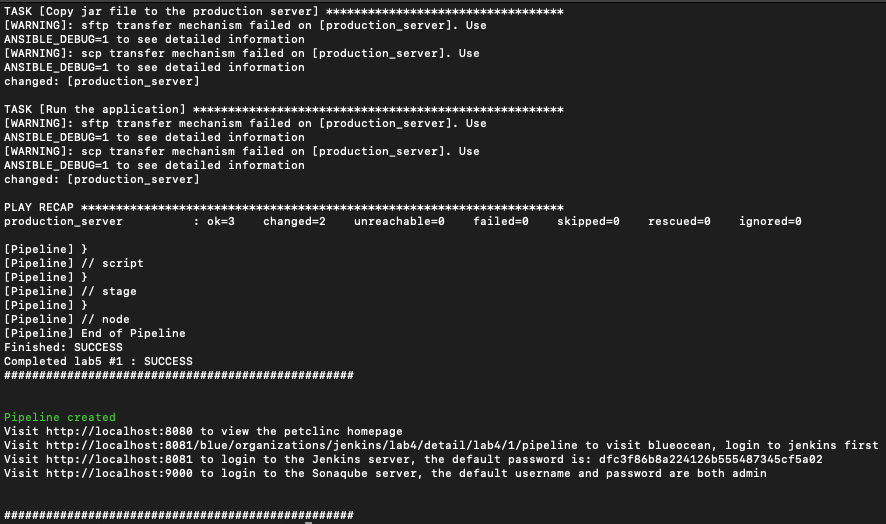 TASK [Copy jar file to the production server] **********************************
[WARNING]: sftp transfer mechanism failed on [production_server]. Use
ANSIBLE_DEBUG=1 to see detailed information
[WARNING]: scp transfer mechanism failed on [production_server]. Use
ANSIBLE_DEBUG=1 to see detailed information
changed: [production_server]
TASK [Run the application] *****************************************************
[WARNING]: sftp transfer mechanism failed on [production_server]. Use
ANSIBLE_DEBUG=1 to see detailed information
[WARNING]: scp transfer mechanism failed on [production_server]. Use
ANSIBLE_DEBUG=1 to see detailed information
changed: [production_server]
PLAY RECAP *********************************************************************
production_server          : ok=3    changed=2    unreachable=0    failed=0    skipped=0    rescued=0    ignored=0
[Pipeline] }
[Pipeline] // script
[Pipeline] }
[Pipeline] // stage
[Pipeline] }
[Pipeline] // node
[Pipeline] End of Pipeline
Finished: SUCCESS
Completed lab5 #1 : SUCCESS
##################################################
Pipeline created
Visit http://localhost:8080 to view the petclinc homepage
Visit http://localhost:8081/blue/organizations/jenkins/lab4/detail/lab4/1/pipeline to visit blueocean, login to jenkins first
Visit http://localhost:8081 to login to the Jenkins server, the default password is: dfc3f86b8a224126b555487345cf5a02
Visit http://localhost:9000 to login to the Sonaqube server, the default username and password are both admin
##################################################